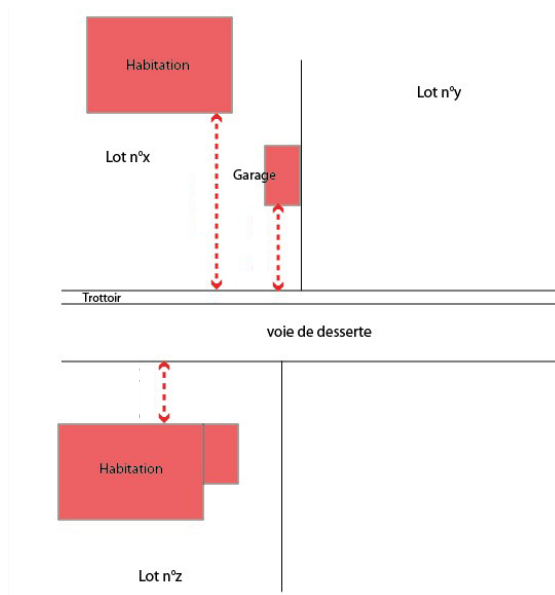 Habitation
Lot n°y
Lot n°x
Garage
Trottoir
voie de desserte
Habitation
Lot n°z